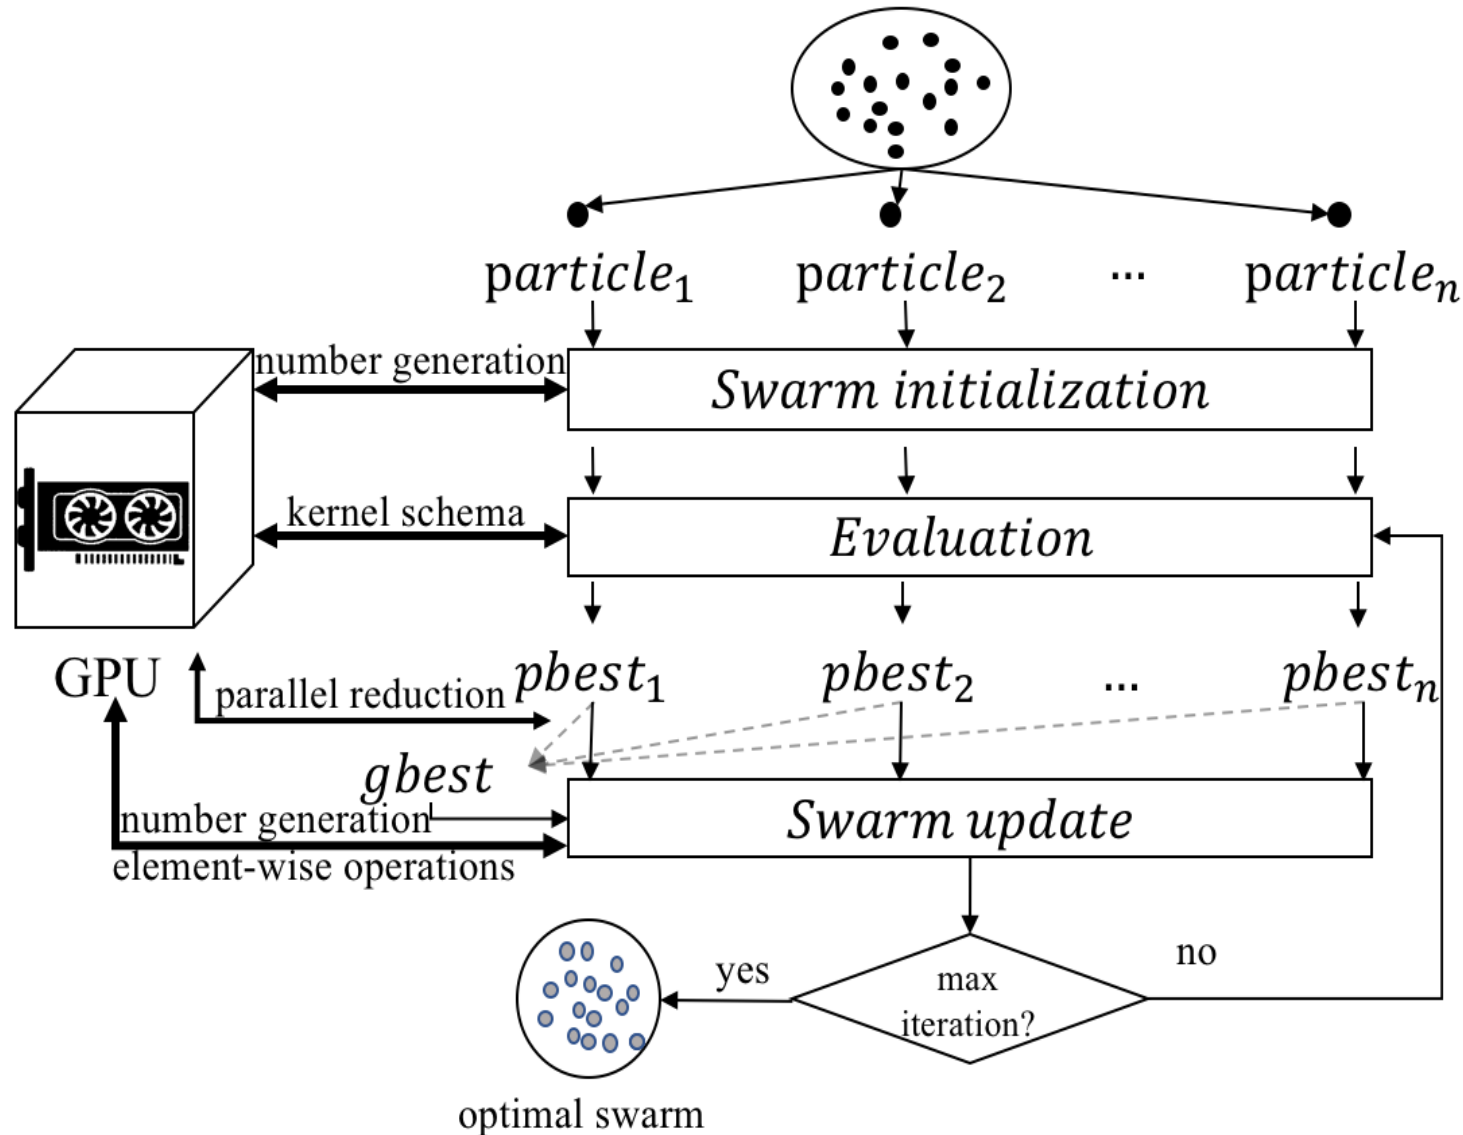 particle₁ particle₂ ... particleₙ
number generation
Swarm initialization
kernel schema
Evaluation
GPU
parallel reduction
pbest₁ pbest₂ ... pbestₙ
gbest
number generation
element-wise operations
Swarm update
yes
max
iteration?
no
optimal swarm